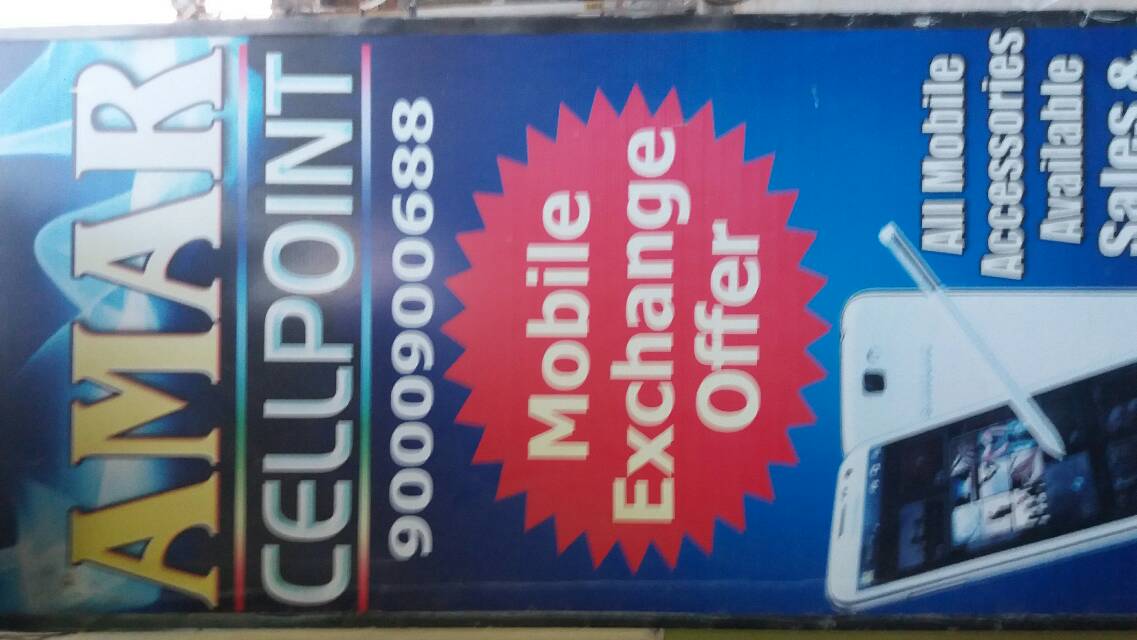 AMAR
CELLPOINT
9000900688
Mobile
Exchange
Offer
All Mobile
Accessories
Available
Sales &